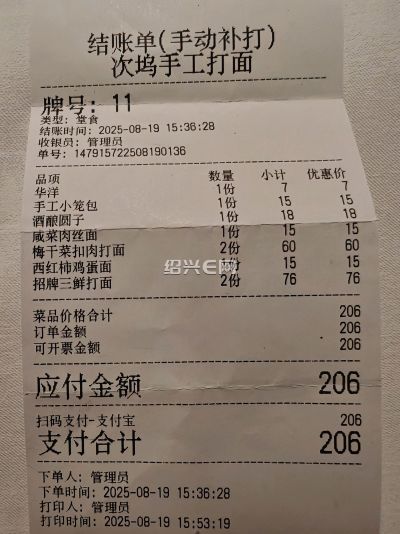 结账单(手动补打)
次坞手工打面
牌号: 11
类型: 堂食
结账时间: 2025-08-19 15:36:28
收银员: 管理员
单号: 147915722508190136
品项 数量 小计 优惠价
华洋 1份 7 7
手工小笼包 1份 15 15
酒酿圆子 1份 18 18
咸菜肉丝面 1份 15 15
梅干菜扣肉打面 2份 60 60
西红柿鸡蛋面 1份 15 15
招牌三鲜打面 2份 76 76
绍兴E网
菜品价格合计 206
订单金额 206
可开票金额 206
应付金额 206
扫码支付-支付宝 206
支付合计 206
下单人: 管理员
下单时间: 2025-08-19 15:36:28
打印人: 管理员
打印时间: 2025-08-19 15:53:19